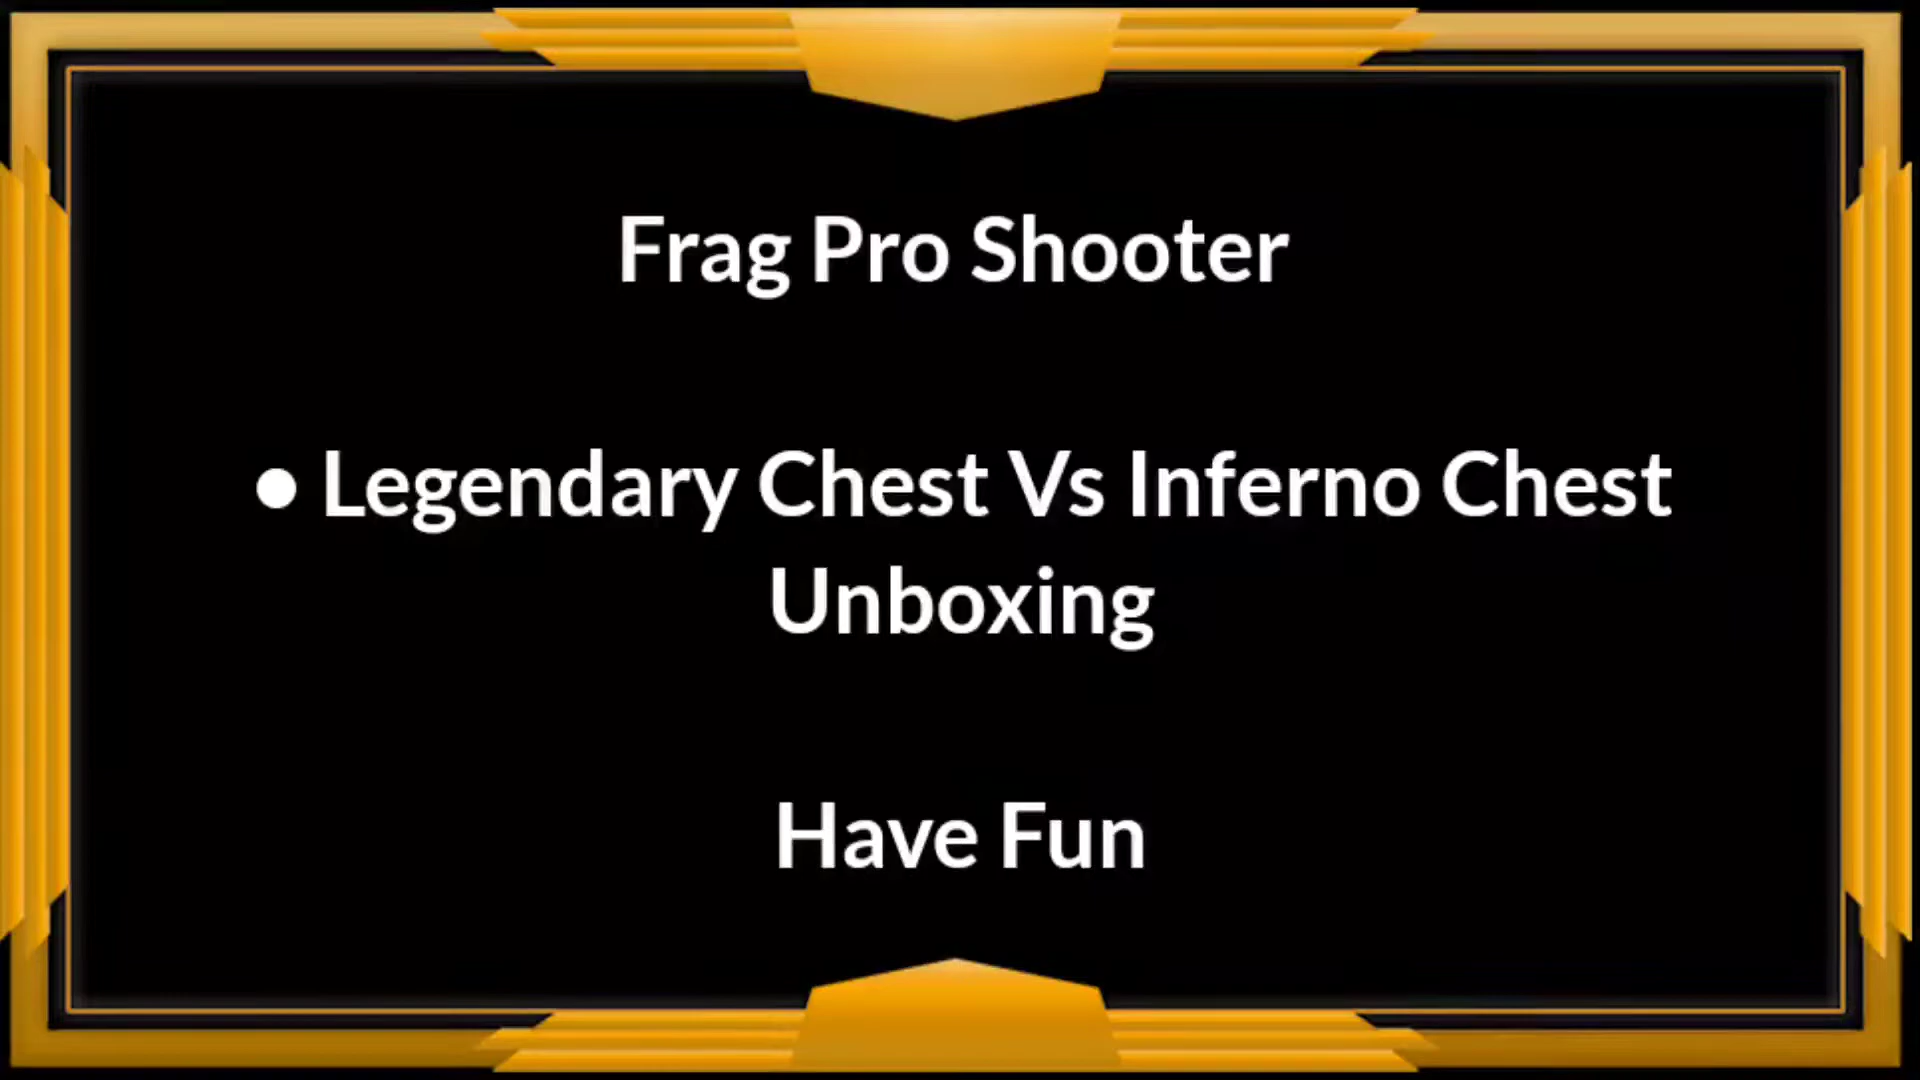 Frag Pro Shooter
● Legendary Chest Vs Inferno Chest
Unboxing
Have Fun